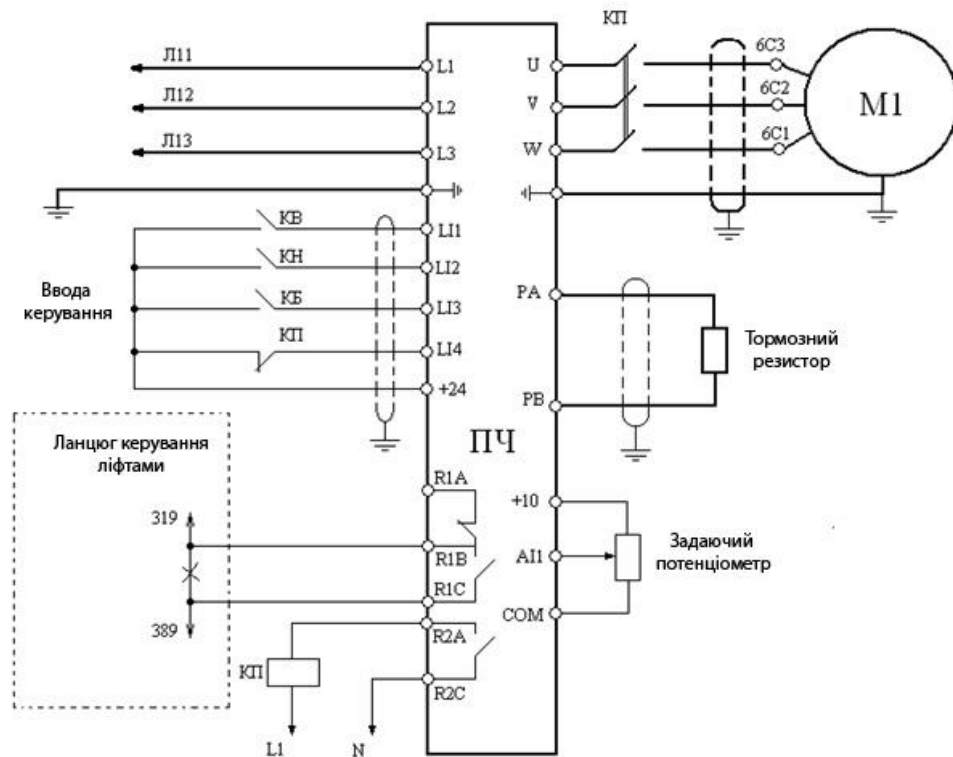 Л11
L1
Л12
L2
Л13
L3
КВ
LI1
КН
LI2
КБ
LI3
КП
LI4
+24
Ввода
керування
Ланцюг керування
ліфтами
319
389
R1A
R1B
R1C
R2A
R2C
КП
L1
N
ПЧ
U
V
W
КП
6С3
6С2
6С1
М1
PA
PB
Тормозний
резистор
+10
AI1
COM
Задаючий
потенціометр